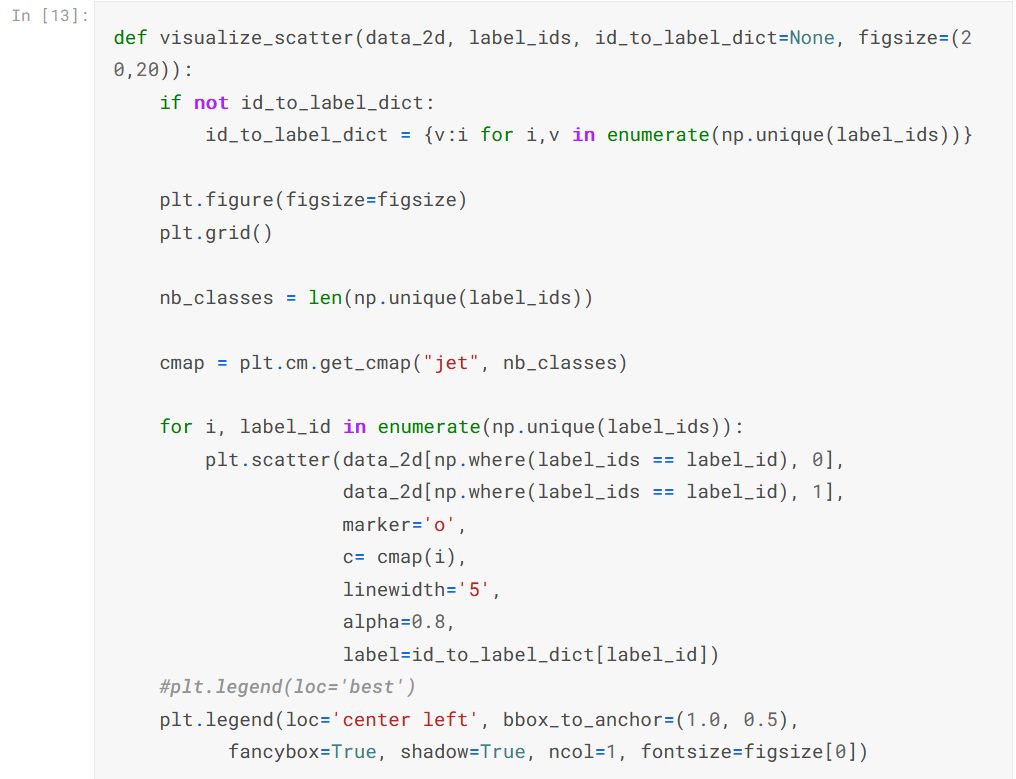 In [13]:
def visualize_scatter(data_2d, label_ids, id_to_label_dict=None, figsize=(2
0,20)):
    if not id_to_label_dict:
        id_to_label_dict = {v:i for i,v in enumerate(np.unique(label_ids))}

    plt.figure(figsize=figsize)
    plt.grid()

    nb_classes = len(np.unique(label_ids))

    cmap = plt.cm.get_cmap("jet", nb_classes)

    for i, label_id in enumerate(np.unique(label_ids)):
        plt.scatter(data_2d[np.where(label_ids == label_id), 0],
                    data_2d[np.where(label_ids == label_id), 1],
                    marker='o',
                    c= cmap(i),
                    linewidth='5',
                    alpha=0.8,
                    label=id_to_label_dict[label_id])
    #plt.legend(loc='best')
    plt.legend(loc='center left', bbox_to_anchor=(1.0, 0.5),
          fancybox=True, shadow=True, ncol=1, fontsize=figsize[0])